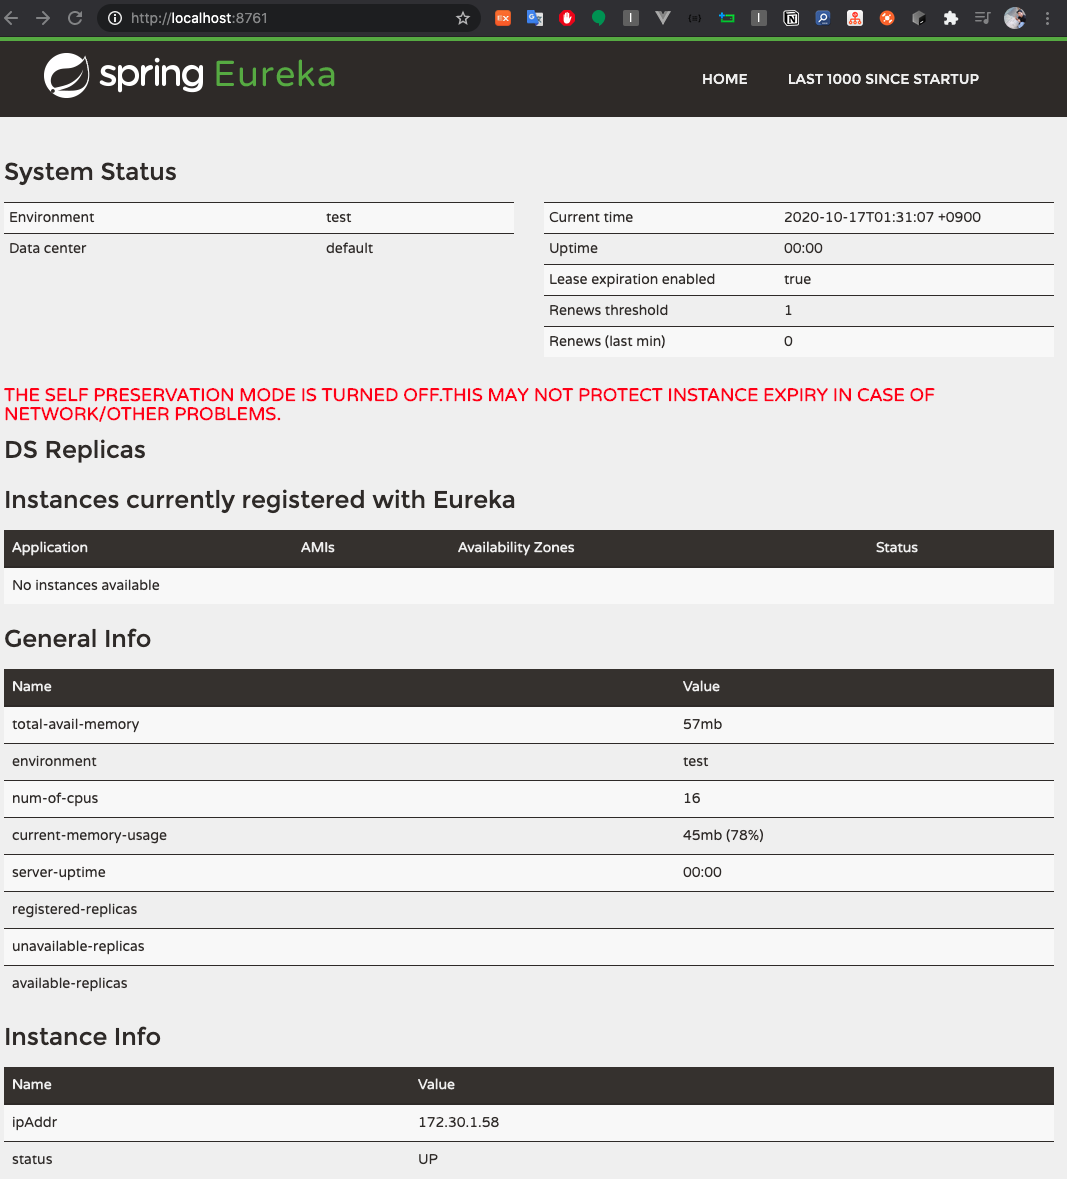 http://localhost:8761
spring Eureka
HOME LAST 1000 SINCE STARTUP
System Status
Environment test
Data center default
Current time 2020-10-17T01:31:07 +0900
Uptime 00:00
Lease expiration enabled true
Renews threshold 1
Renews (last min) 0
THE SELF PRESERVATION MODE IS TURNED OFF.THIS MAY NOT PROTECT INSTANCE EXPIRY IN CASE OF
NETWORK/OTHER PROBLEMS.
DS Replicas
Instances currently registered with Eureka
Application AMIs Availability Zones Status
No instances available
General Info
Name Value
total-avail-memory 57mb
environment test
num-of-cpus 16
current-memory-usage 45mb (78%)
server-uptime 00:00
registered-replicas
unavailable-replicas
available-replicas
Instance Info
Name Value
ipAddr 172.30.1.58
status UP